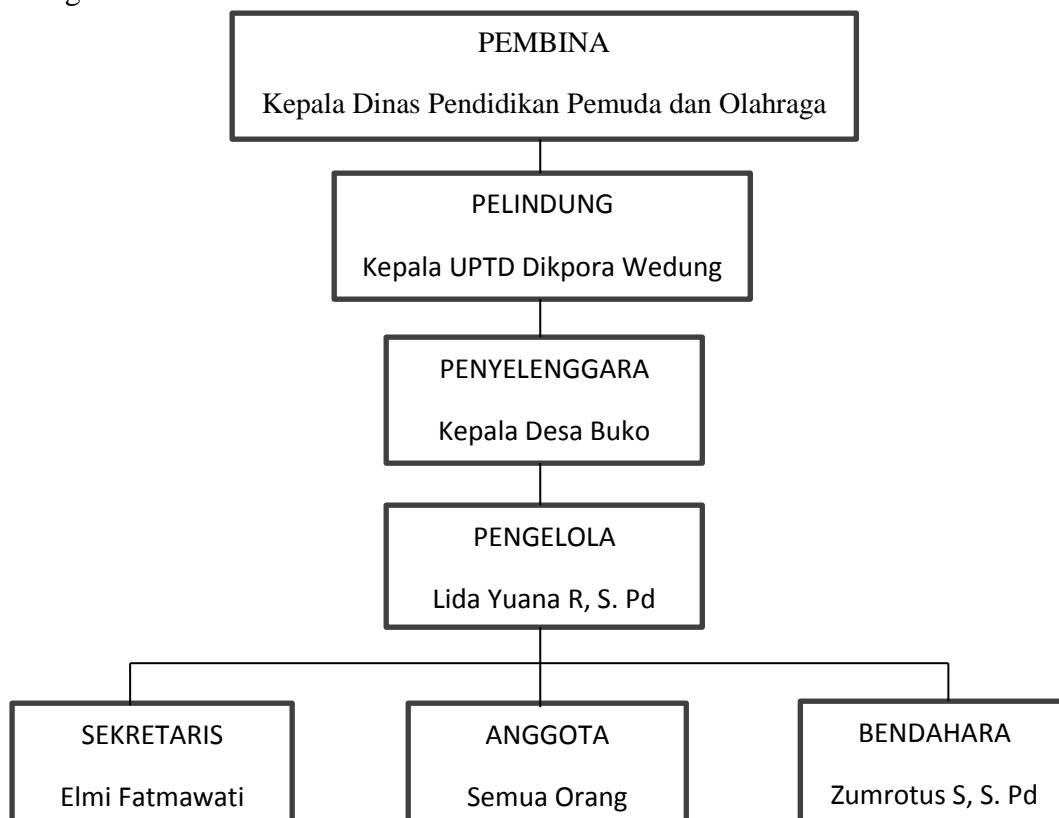 PEMBINA
Kepala Dinas Pendidikan Pemuda dan Olahraga
PELINDUNG
Kepala UPTD Dikpora Wedung
PENYELENGGARA
Kepala Desa Buko
PENGELOLA
Lida Yuana R, S. Pd
SEKRETARIS
Elmi Fatmawati
ANGGOTA
Semua Orang
BENDAHARA
Zumrotus S, S. Pd